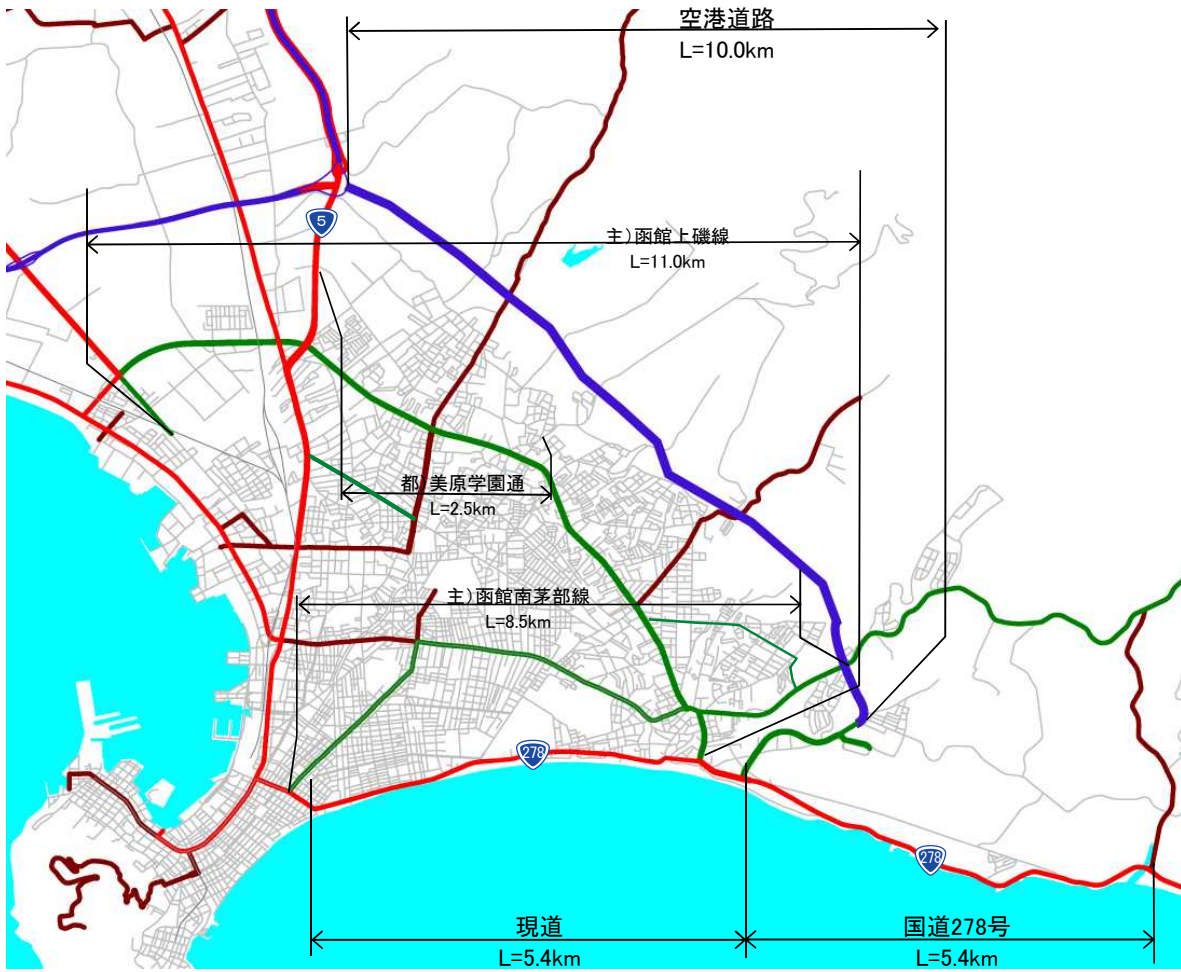 空港道路
L=10.0km
5
主)函館上磯線
L=11.0km
都)美原学園通
L=2.5km
主)函館南茅部線
L=8.5km
278
278
現道
L=5.4km
国道278号
L=5.4km